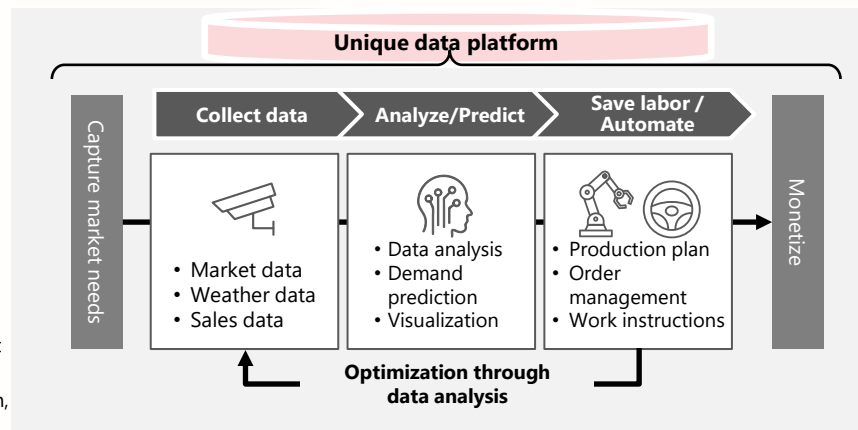 Unique data platform
Capture market needs
Collect data
Analyze/Predict
Save labor /
Automate
• Market data
• Weather data
• Sales data
• Data analysis
• Demand
prediction
• Visualization
• Production plan
• Order
management
• Work instructions
Monetize
Optimization through
data analysis